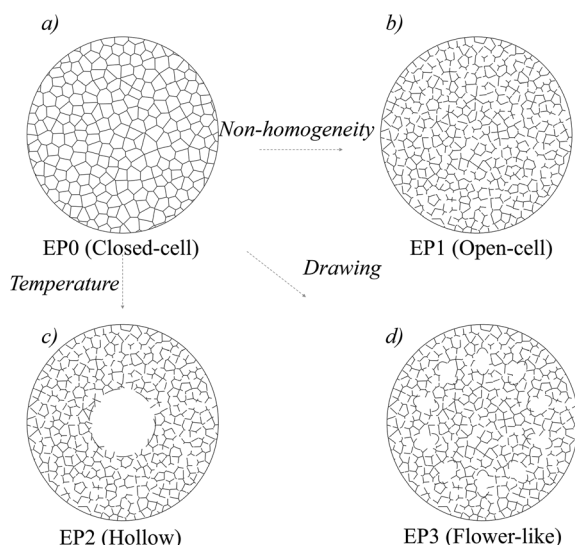 a)
b)
Non-homogeneity
EP0 (Closed-cell)
EP1 (Open-cell)
Temperature
Drawing
c)
d)
EP2 (Hollow)
EP3 (Flower-like)